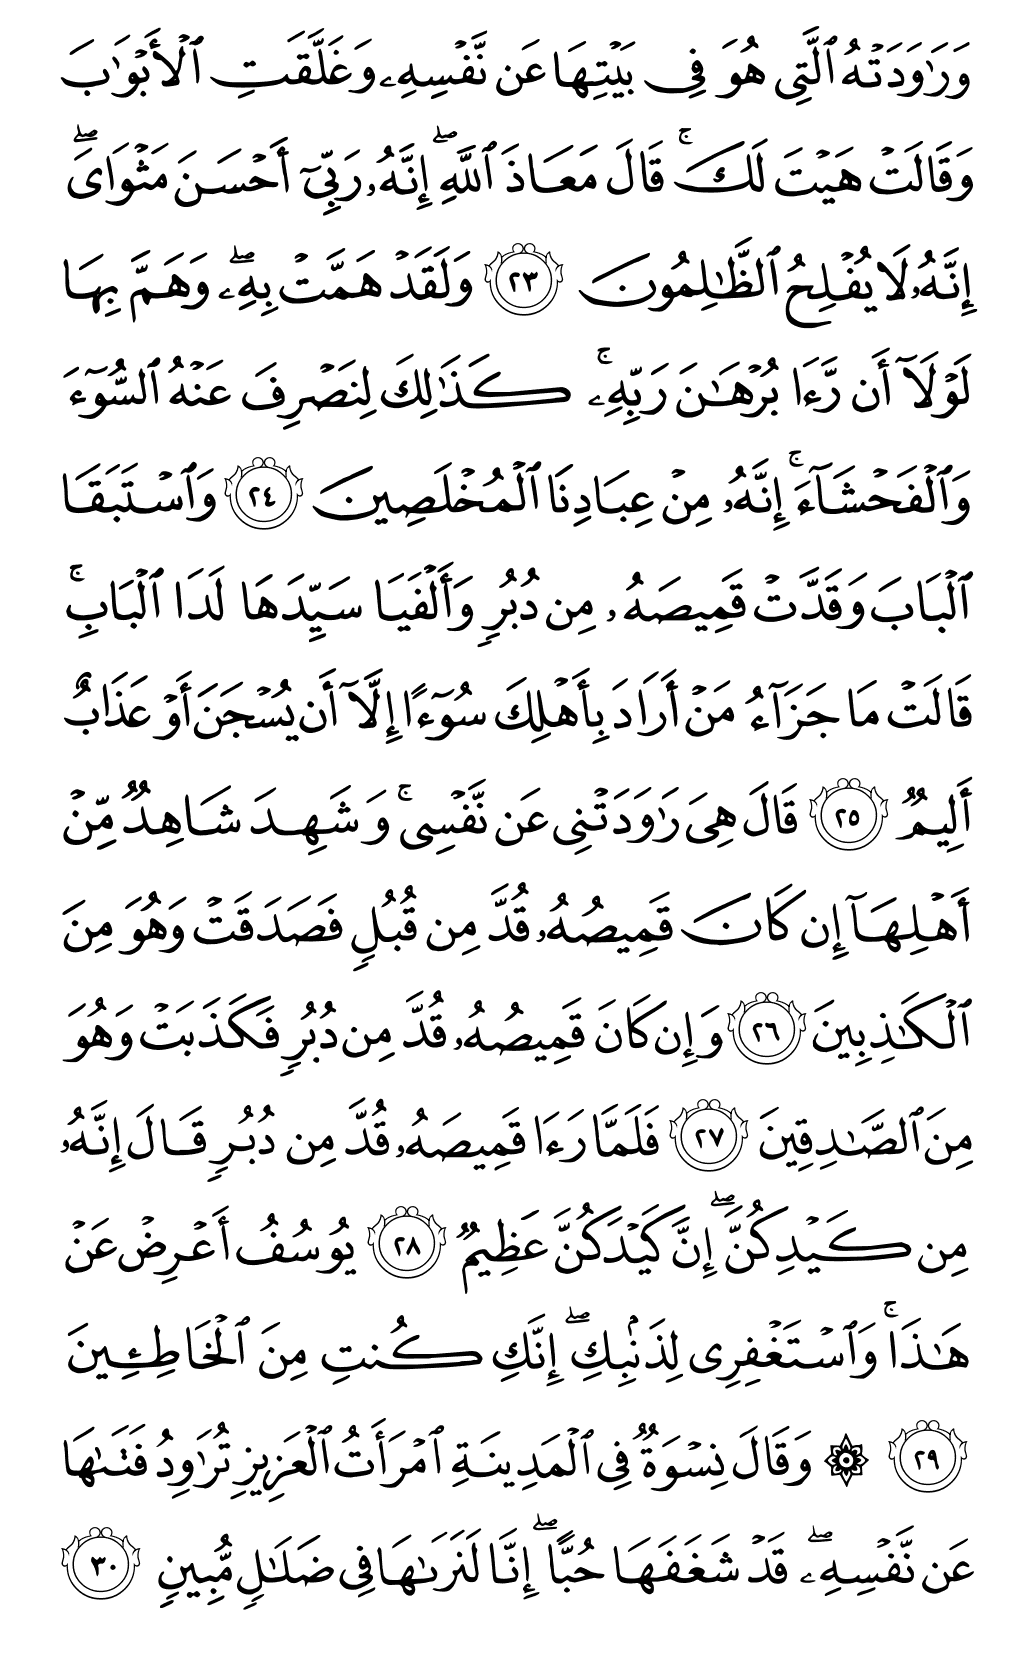 وَرَٰوَدَتْهُ ٱلَّتِى هُوَ فِى بَيْتِهَا عَن نَّفْسِهِۦ وَغَلَّقَتِ ٱلْأَبْوَٰبَ
وَقَالَتْ هَيْتَ لَكَ ۚ قَالَ مَعَاذَ ٱللَّهِ ۖ إِنَّهُۥ رَبِّىٓ أَحْسَنَ مَثْوَاىَ ۖ
إِنَّهُۥ لَا يُفْلِحُ ٱلظَّٰلِمُونَ ٢٣ وَلَقَدْ هَمَّتْ بِهِۦ ۖ وَهَمَّ بِهَا
لَوْلَآ أَن رَّءَا بُرْهَٰنَ رَبِّهِۦ ۚ كَذَٰلِكَ لِنَصْرِفَ عَنْهُ ٱلسُّوٓءَ
وَٱلْفَحْشَآءَ ۚ إِنَّهُۥ مِنْ عِبَادِنَا ٱلْمُخْلَصِينَ ٢٤ وَٱسْتَبَقَا
ٱلْبَابَ وَقَدَّتْ قَمِيصَهُۥ مِن دُبُرٍ وَأَلْفَيَا سَيِّدَهَا لَدَا ٱلْبَابِ ۚ
قَالَتْ مَا جَزَآءُ مَنْ أَرَادَ بِأَهْلِكَ سُوٓءًا إِلَّآ أَن يُسْجَنَ أَوْ عَذَابٌ
أَلِيمٌ ٢٥ قَالَ هِىَ رَٰوَدَتْنِى عَن نَّفْسِى ۚ وَشَهِدَ شَاهِدٌ مِّنْ
أَهْلِهَآ إِن كَانَ قَمِيصُهُۥ قُدَّ مِن قُبُلٍ فَصَدَقَتْ وَهُوَ مِنَ
ٱلْكَٰذِبِينَ ٢٦ وَإِن كَانَ قَمِيصُهُۥ قُدَّ مِن دُبُرٍ فَكَذَبَتْ وَهُوَ
مِنَ ٱلصَّٰدِقِينَ ٢٧ فَلَمَّا رَءَا قَمِيصَهُۥ قُدَّ مِن دُبُرٍ قَالَ إِنَّهُۥ
مِن كَيْدِكُنَّ ۖ إِنَّ كَيْدَكُنَّ عَظِيمٌ ٢٨ يُوسُفُ أَعْرِضْ عَنْ
هَٰذَا ۚ وَٱسْتَغْفِرِى لِذَنۢبِكِ ۖ إِنَّكِ كُنتِ مِنَ ٱلْخَاطِـِٔينَ
٢٩ ۞ وَقَالَ نِسْوَةٌ فِى ٱلْمَدِينَةِ ٱمْرَأَتُ ٱلْعَزِيزِ تُرَٰوِدُ فَتَىٰهَا
عَن نَّفْسِهِۦ ۖ قَدْ شَغَفَهَا حُبًّا ۖ إِنَّا لَنَرَىٰهَا فِى ضَلَٰلٍ مُّبِينٍ ٣٠